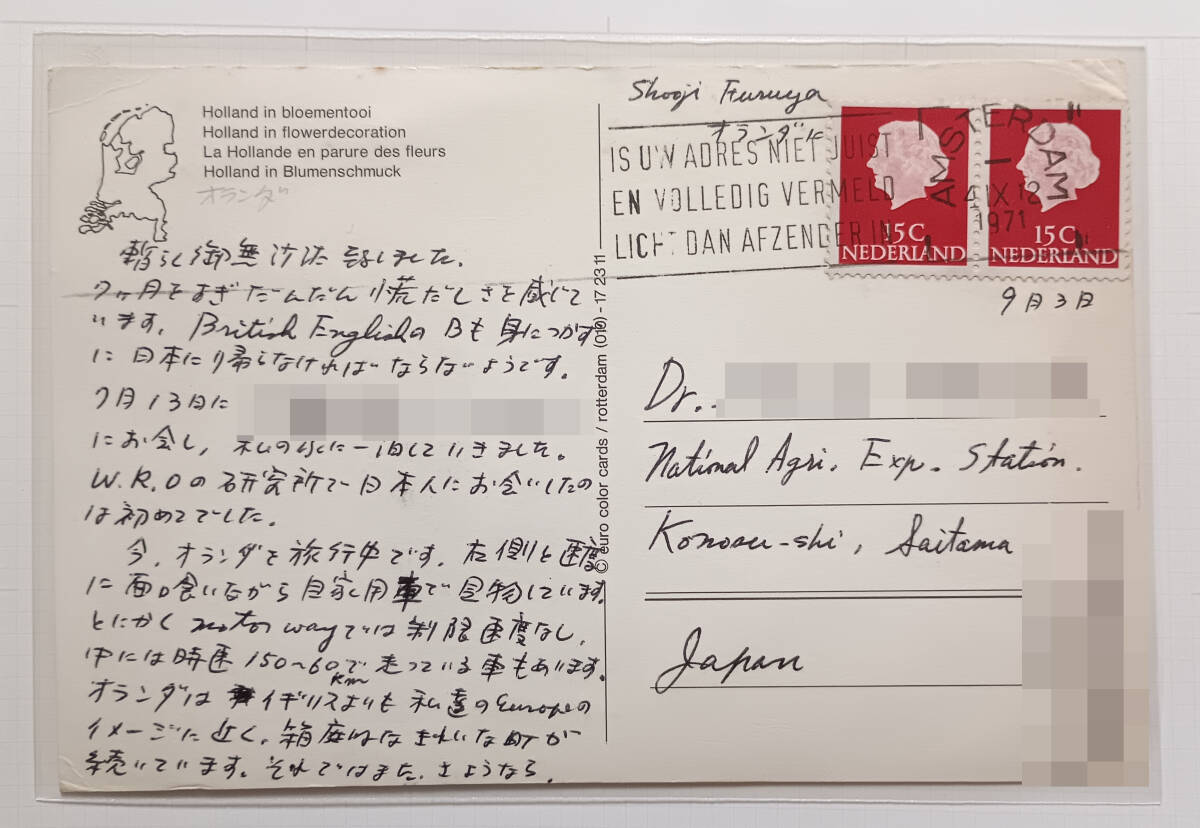 Holland in bloementooi
Holland in flowerdecoration
La Hollande en parure des fleurs
Holland in Blumenschmuck
オランダ
暫らく御無沙汰致しました。
7ヶ月をすぎだんだん慌だしさを感じて
います。British EnglishのBも身につかず
に日本に帰らなければならないようです。
7月13日に
にお会し、私の家に一泊していきました。
W.R.Oの研究所で日本人にお会いしたの
は初めてでした。
今、オランダを旅行中です。左側と速度
に面喰いながら自家用車で見物しています。
とにかく motor wayでは制限速度なし、
中には時速150〜60kmで走っている車もあります。
オランダはイギリスよりも私達のEuropeの
イメージに近く、箱庭的なきれいな町が
続いています。それではまた、さようなら。
© euro color cards / rotterdam (010) - 17 23 11
Shooji Furuya
オランダに
IS UW ADRES NIET JUIST
EN VOLLEDIG VERMELD
LICHT DAN AFZENDER IN
AMSTERDAM
1971
15C
NEDERLAND
15C
NEDERLAND
9月3日
Dr.
National Agri. Exp. Station.
Konosu-shi, Saitama
Japan